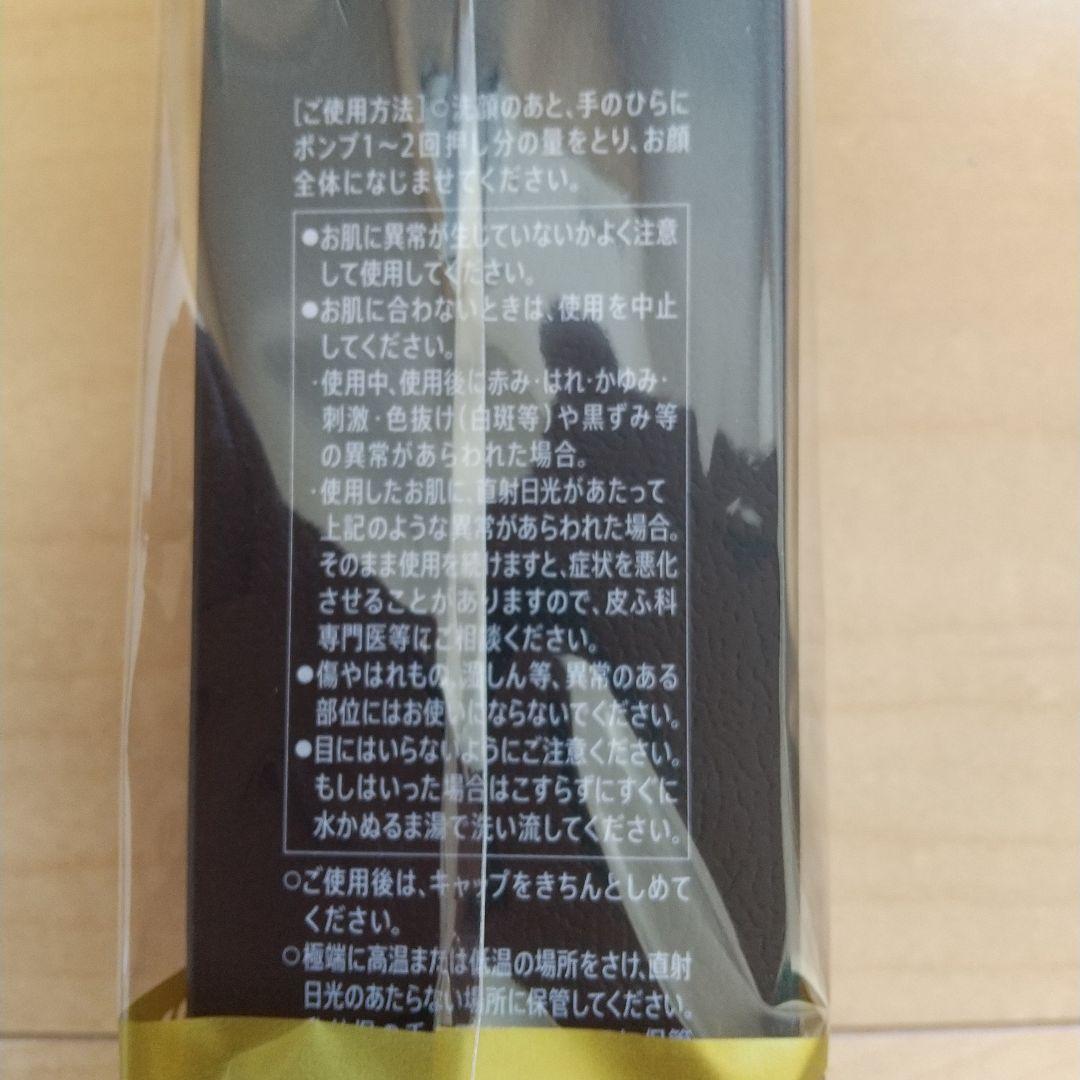 [ご使用方法]○洗顔のあと、手のひらに
ポンプ1～2回押し分の量をとり、お顔
全体になじませてください。
●お肌に異常が生じていないかよく注意
して使用してください。
●お肌に合わないときは、使用を中止
してください。
・使用中、使用後に赤み・はれ・かゆみ・
刺激・色抜け(白斑等)や黒ずみ等
の異常があらわれた場合。
・使用したお肌に、直射日光があたって
上記のような異常があらわれた場合。
そのまま使用を続けますと、症状を悪化
させることがありますので、皮ふ科
専門医等にご相談ください。
●傷やはれもの、湿しん等、異常のある
部位にはお使いにならないでください。
●目にはいらないようにご注意ください。
もしはいった場合はこすらずにすぐに
水かぬるま湯で洗い流してください。
○ご使用後は、キャップをきちんとしめて
ください。
○極端に高温または低温の場所をさけ、直射
日光のあたらない場所に保管してください。